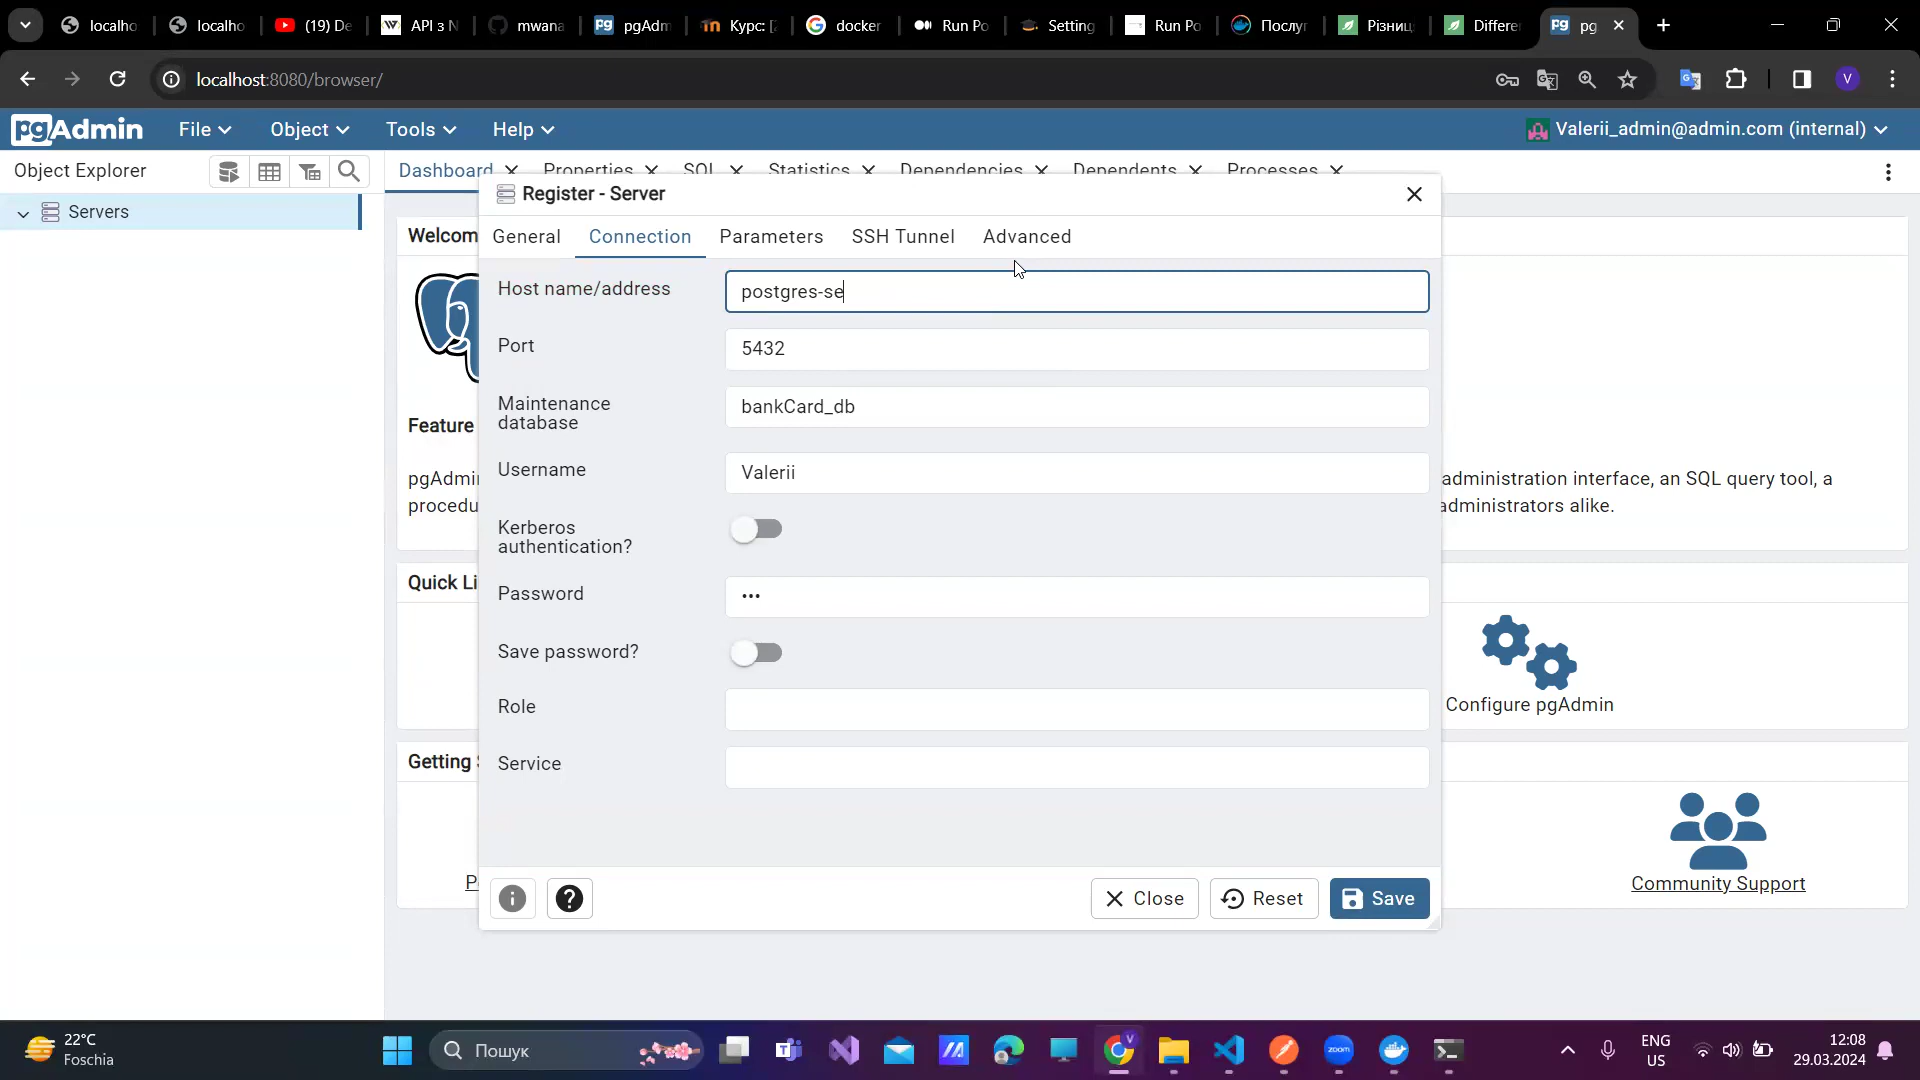 localho
localho
(19) De
API з N
mwana
pgAdm
Курс: [
docker
Run Po
Setting
Run Po
Послуг
Різниц
Differe
pg
localhost:8080/browser/
V
pgAdmin
File
Object
Tools
Help
Valerii_admin@admin.com (internal)
Object Explorer
Dashboard
Properties
SQL
Statistics
Dependencies
Dependents
Processes
Servers
Register - Server
Welcom
General
Connection
Parameters
SSH Tunnel
Advanced
Host name/address
postgres-se
Port
5432
Maintenance
database
bankCard_db
Feature
Username
Valerii
pgAdmi
administration interface, an SQL query tool, a
procedu
administrators alike.
Kerberos
authentication?
Quick Li
Password
•••
Save password?
Role
Configure pgAdmin
Getting S
Service
P
Close
Reset
Save
Community Support
22°C
Foschia
Пошук
zoom
ENG
US
12:08
29.03.2024